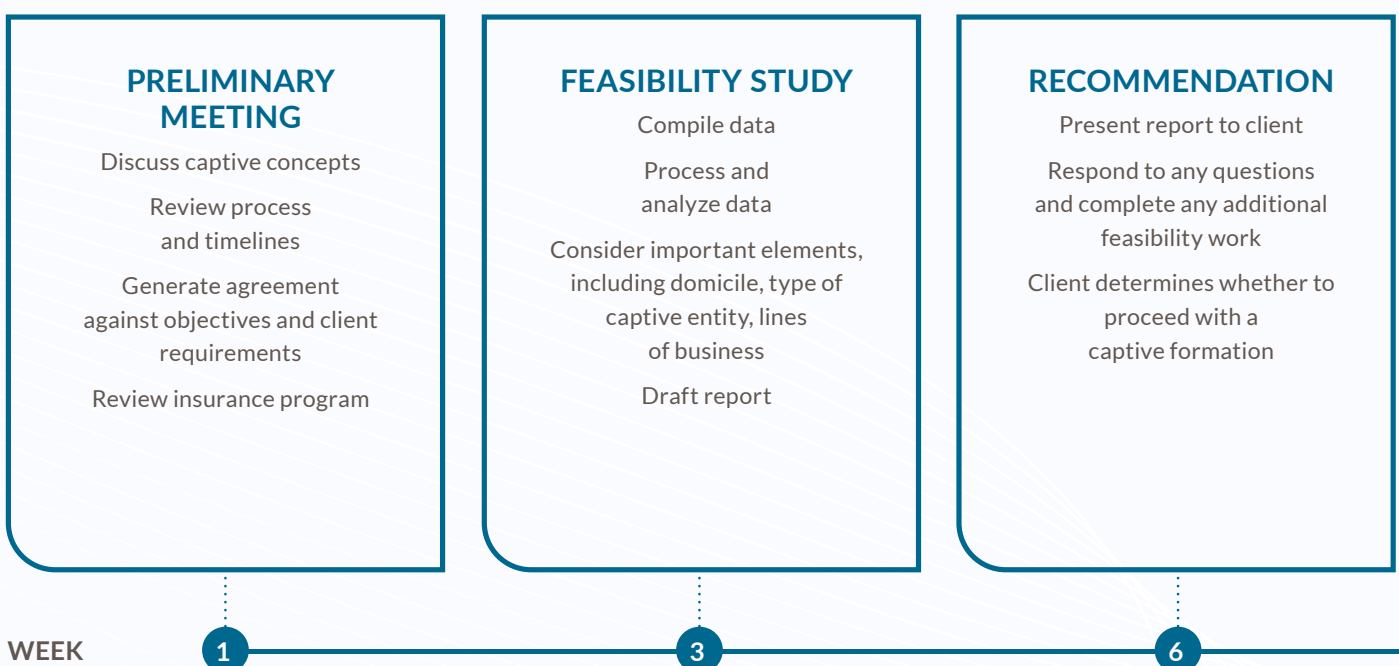 PRELIMINARY
MEETING
Discuss captive concepts
Review process
and timelines
Generate agreement
against objectives and client
requirements
Review insurance program
FEASIBILITY STUDY
Compile data
Process and
analyze data
Consider important elements,
including domicile, type of
captive entity, lines
of business
Draft report
RECOMMENDATION
Present report to client
Respond to any questions
and complete any additional
feasibility work
Client determines whether to
proceed with a
captive formation
WEEK
1
3
6